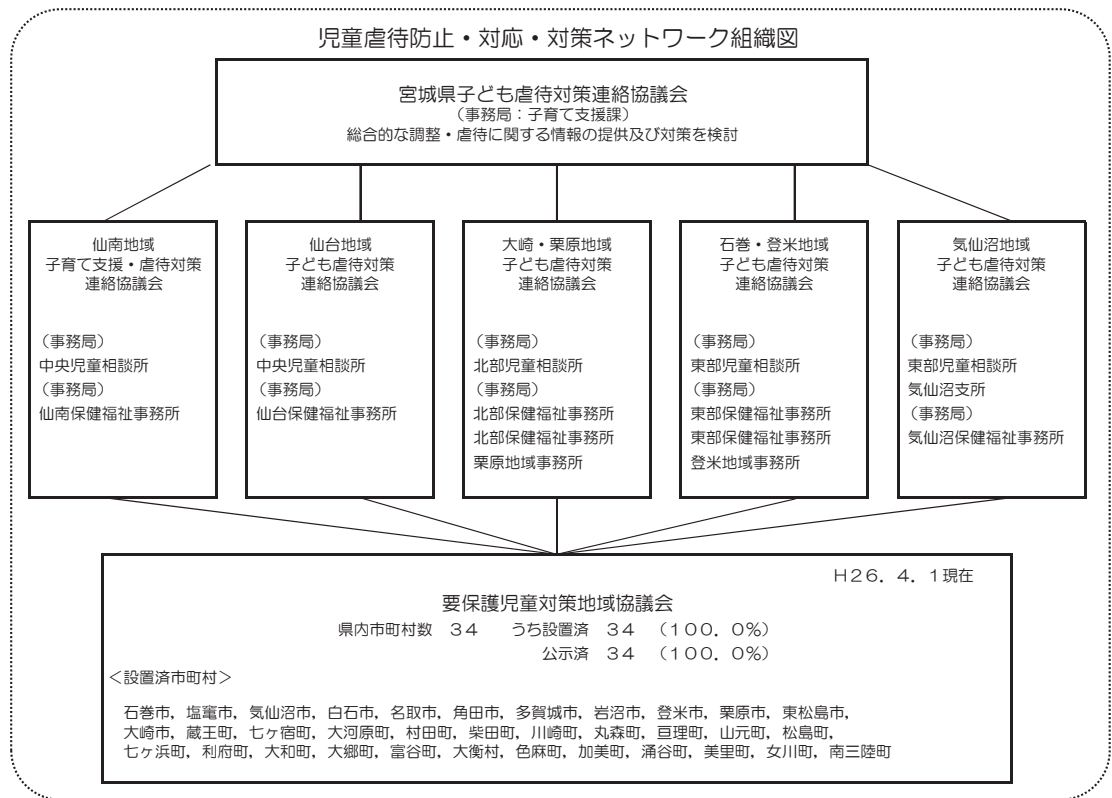 児童虐待防止・対応・対策ネットワーク組織図
宮城県子ども虐待対策連絡協議会
（事務局：子育て支援課）
総合的な調整・虐待に関する情報の提供及び対策を検討
仙南地域
子育て支援・虐待対策
連絡協議会
（事務局）
中央児童相談所
（事務局）
仙南保健福祉事務所
仙台地域
子ども虐待対策
連絡協議会
（事務局）
中央児童相談所
（事務局）
仙台保健福祉事務所
大崎・栗原地域
子ども虐待対策
連絡協議会
（事務局）
北部児童相談所
（事務局）
北部保健福祉事務所
北部保健福祉事務所
栗原地域事務所
石巻・登米地域
子ども虐待対策
連絡協議会
（事務局）
東部児童相談所
（事務局）
東部保健福祉事務所
東部保健福祉事務所
登米地域事務所
気仙沼地域
子ども虐待対策
連絡協議会
（事務局）
東部児童相談所
気仙沼支所
（事務局）
気仙沼保健福祉事務所
Ｈ２６．４．１現在
要保護児童対策地域協議会
県内市町村数　３４　うち設置済　３４　（１００．０％）
公示済　３４　（１００．０％）
＜設置済市町村＞
石巻市，塩竈市，気仙沼市，白石市，名取市，角田市，多賀城市，岩沼市，登米市，栗原市，東松島市，
大崎市，蔵王町，七ヶ宿町，大河原町，村田町，柴田町，川崎町，丸森町，亘理町，山元町，松島町，
七ヶ浜町，利府町，大和町，大郷町，富谷町，大衡村，色麻町，加美町，涌谷町，美里町，女川町，南三陸町